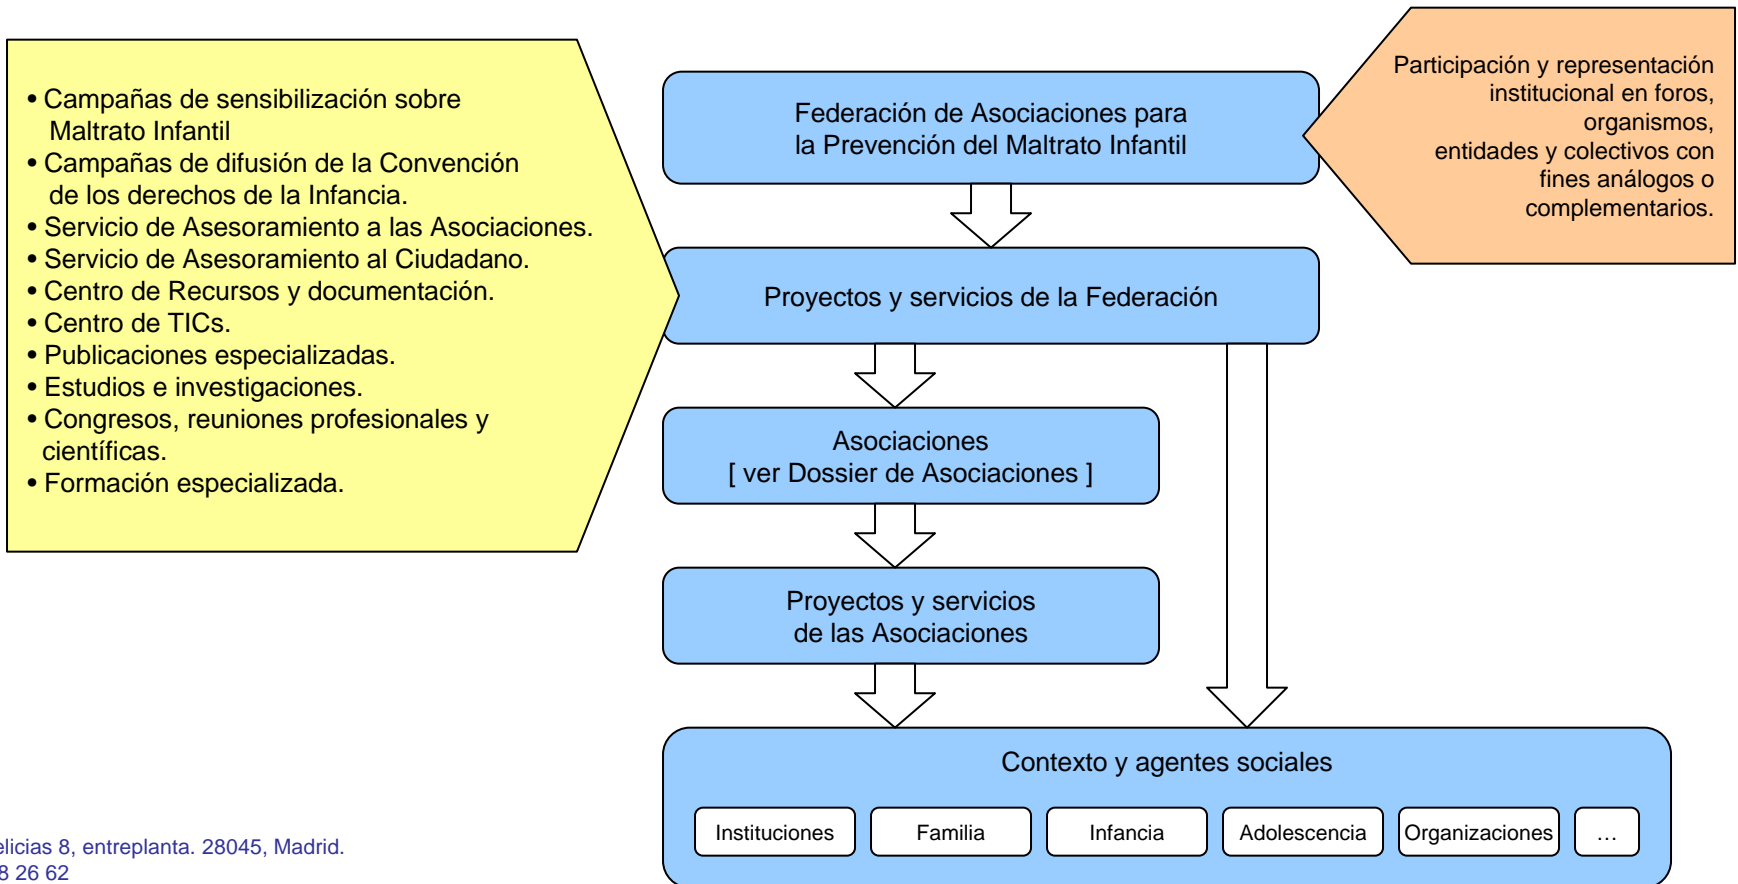 • Campañas de sensibilización sobre
Maltrato Infantil
• Campañas de difusión de la Convención
de los derechos de la Infancia.
• Servicio de Asesoramiento a las Asociaciones.
• Servicio de Asesoramiento al Ciudadano.
• Centro de Recursos y documentación.
• Centro de TICs.
• Publicaciones especializadas.
• Estudios e investigaciones.
• Congresos, reuniones profesionales y
científicas.
• Formación especializada.
Federación de Asociaciones para
la Prevención del Maltrato Infantil
Participación y representación
institucional en foros,
organismos,
entidades y colectivos con
fines análogos o
complementarios.
Proyectos y servicios de la Federación
Asociaciones
[ ver Dossier de Asociaciones ]
Proyectos y servicios
de las Asociaciones
Contexto y agentes sociales
Instituciones
Familia
Infancia
Adolescencia
Organizaciones
…
elicias 8, entreplanta. 28045, Madrid.
8 26 62